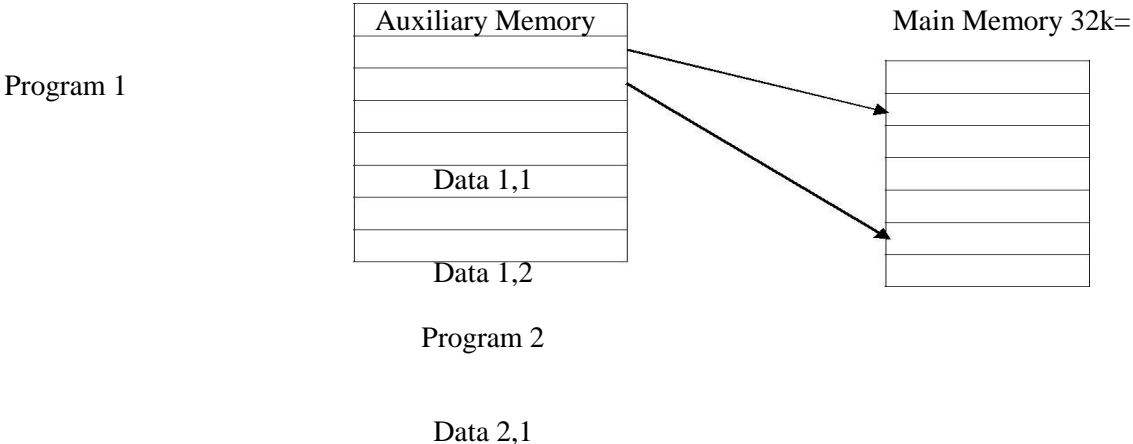 Auxiliary Memory
Main Memory 32k=
Program 1
Data 1,1
Data 1,2
Program 2
Data 2,1